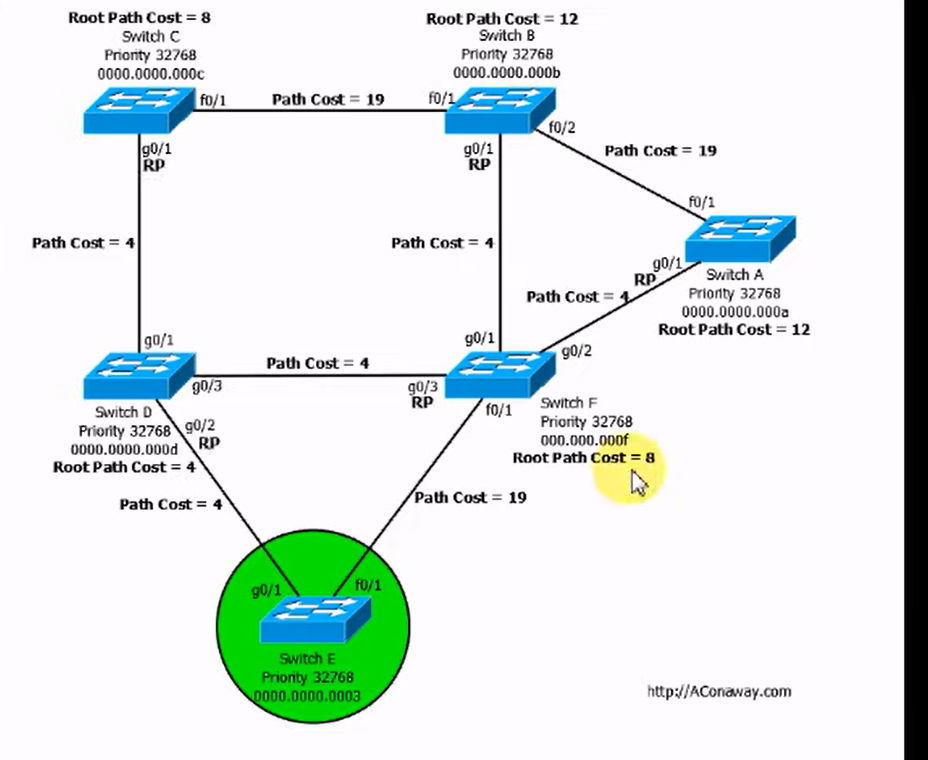 Root Path Cost = 8
Switch C
Priority 32768
0000.0000.000c
Root Path Cost = 12
Switch B
Priority 32768
0000.0000.000b
f0/1
Path Cost = 19
f0/1
g0/1
RP
g0/1
RP
f0/2
Path Cost = 19
f0/1
Path Cost = 4
Path Cost = 4
g0/1
RP
Path Cost = 4
Switch A
Priority 32768
0000.0000.000a
Root Path Cost = 12
g0/1
g0/1
g0/2
Path Cost = 4
g0/3
g0/3
RP
Switch D
Priority 32768
0000.0000.000d
Root Path Cost = 4
g0/2
RP
f0/1
Switch F
Priority 32768
000.000.000f
Root Path Cost = 8
Path Cost = 4
Path Cost = 19
g0/1
f0/1
Switch E
Priority 32768
0000.0000.0003
http://AConaway.com